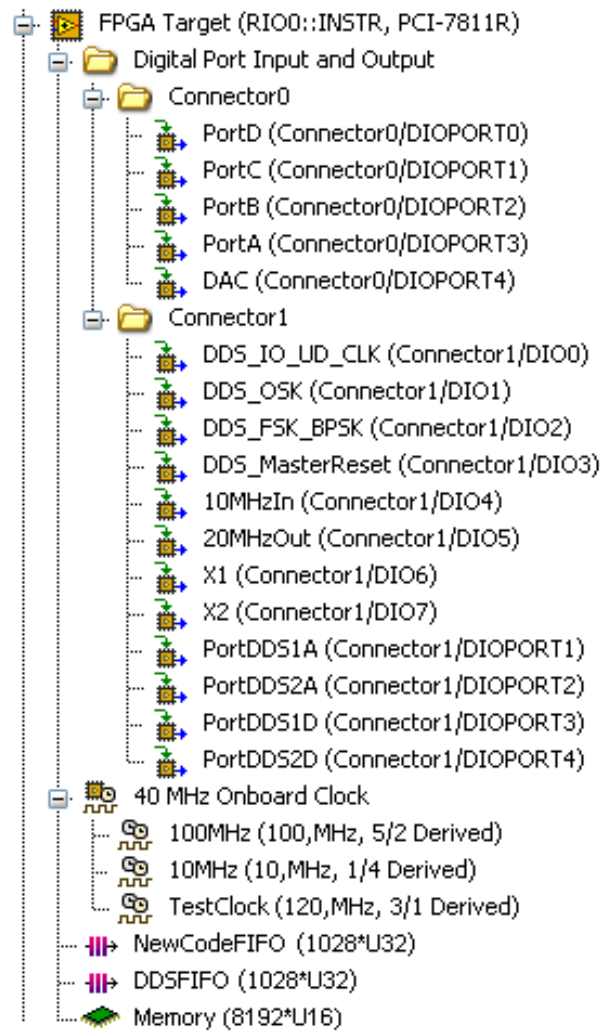 FPGA Target (RIO0::INSTR, PCI-7811R)
Digital Port Input and Output
Connector0
PortD (Connector0/DIOPORT0)
PortC (Connector0/DIOPORT1)
PortB (Connector0/DIOPORT2)
PortA (Connector0/DIOPORT3)
DAC (Connector0/DIOPORT4)
Connector1
DDS_IO_UD_CLK (Connector1/DIO0)
DDS_OSK (Connector1/DIO1)
DDS_FSK_BPSK (Connector1/DIO2)
DDS_MasterReset (Connector1/DIO3)
10MHzIn (Connector1/DIO4)
20MHzOut (Connector1/DIO5)
X1 (Connector1/DIO6)
X2 (Connector1/DIO7)
PortDDS1A (Connector1/DIOPORT1)
PortDDS2A (Connector1/DIOPORT2)
PortDDS1D (Connector1/DIOPORT3)
PortDDS2D (Connector1/DIOPORT4)
40 MHz Onboard Clock
100MHz (100,MHz, 5/2 Derived)
10MHz (10,MHz, 1/4 Derived)
TestClock (120,MHz, 3/1 Derived)
NewCodeFIFO (1028*U32)
DDSFIFO (1028*U32)
Memory (8192*U16)